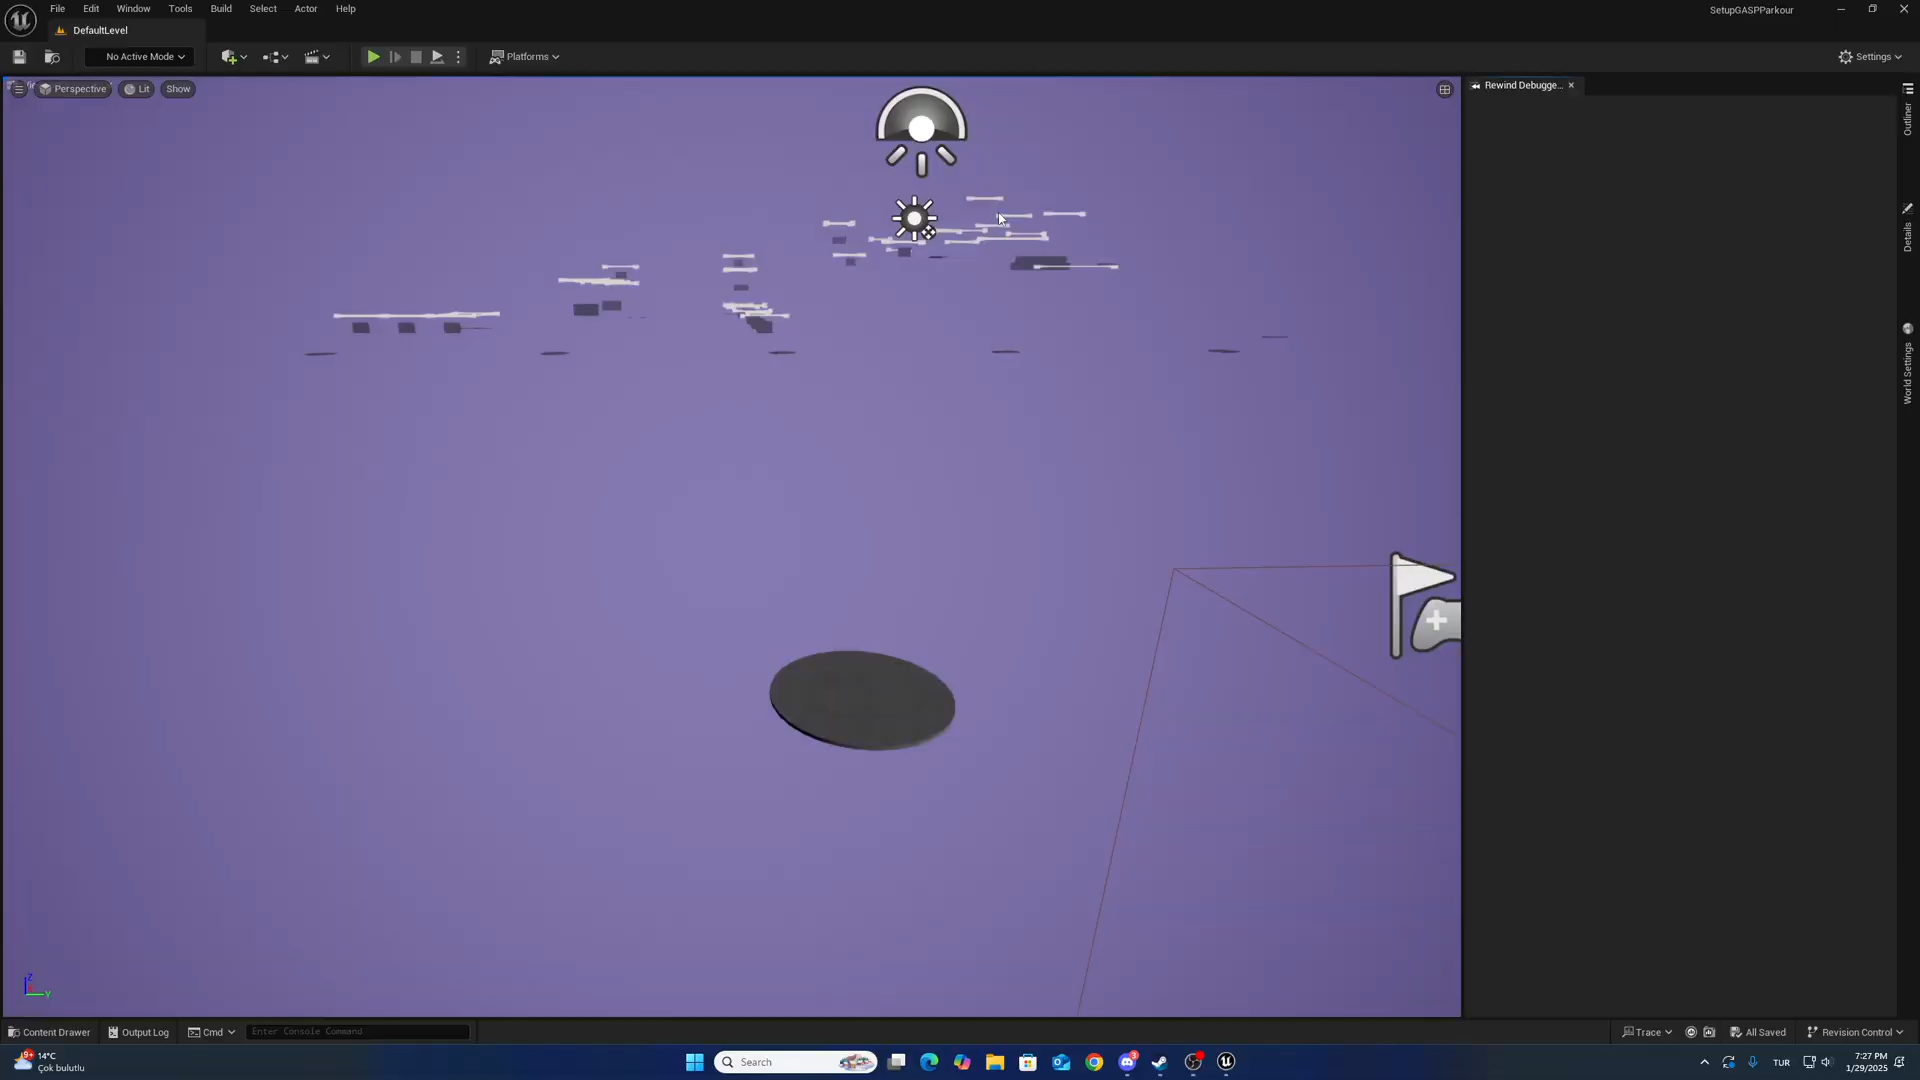 File Edit Window Tools Build Select Actor Help
SetupGASPParkour
DefaultLevel
No Active Mode
Platforms
Settings
Perspective
Lit
Show
Rewind Debugge...
Outliner
Details
World Settings
Z
Y
Content Drawer
Output Log
Cmd
Enter Console Command
Trace
All Saved
Revision Control
9+
14°C
Çok bulutlu
Search
3
TUR
7:27 PM
1/29/2025